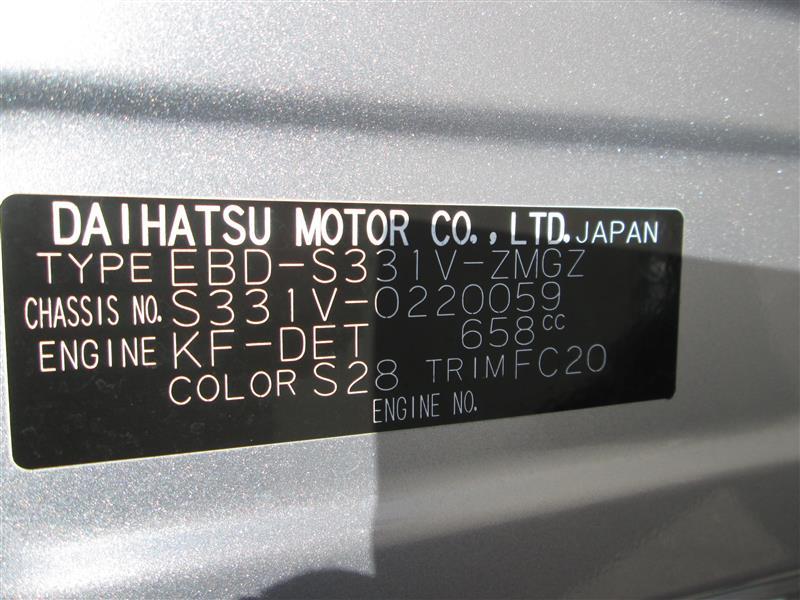 DAIHATSU MOTOR CO., LTD. JAPAN
TYPE EBD-S331V-ZMGZ
CHASSIS NO. S331V-0220059
ENGINE KF-DET 658cc
COLOR S28 TRIM FC20
ENGINE NO.